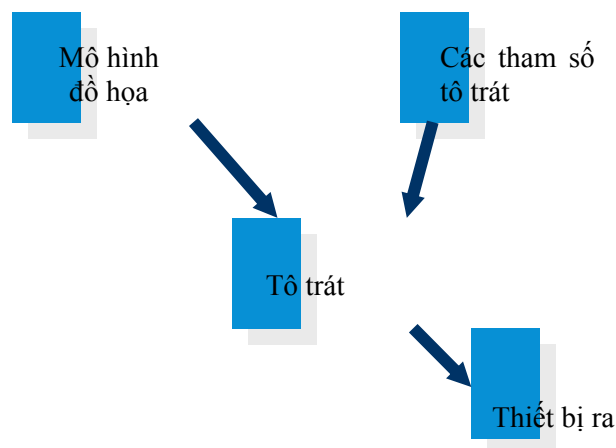 Mô hình
đồ họa
Các tham số
tô trát
Tô trát
Thiết bị ra